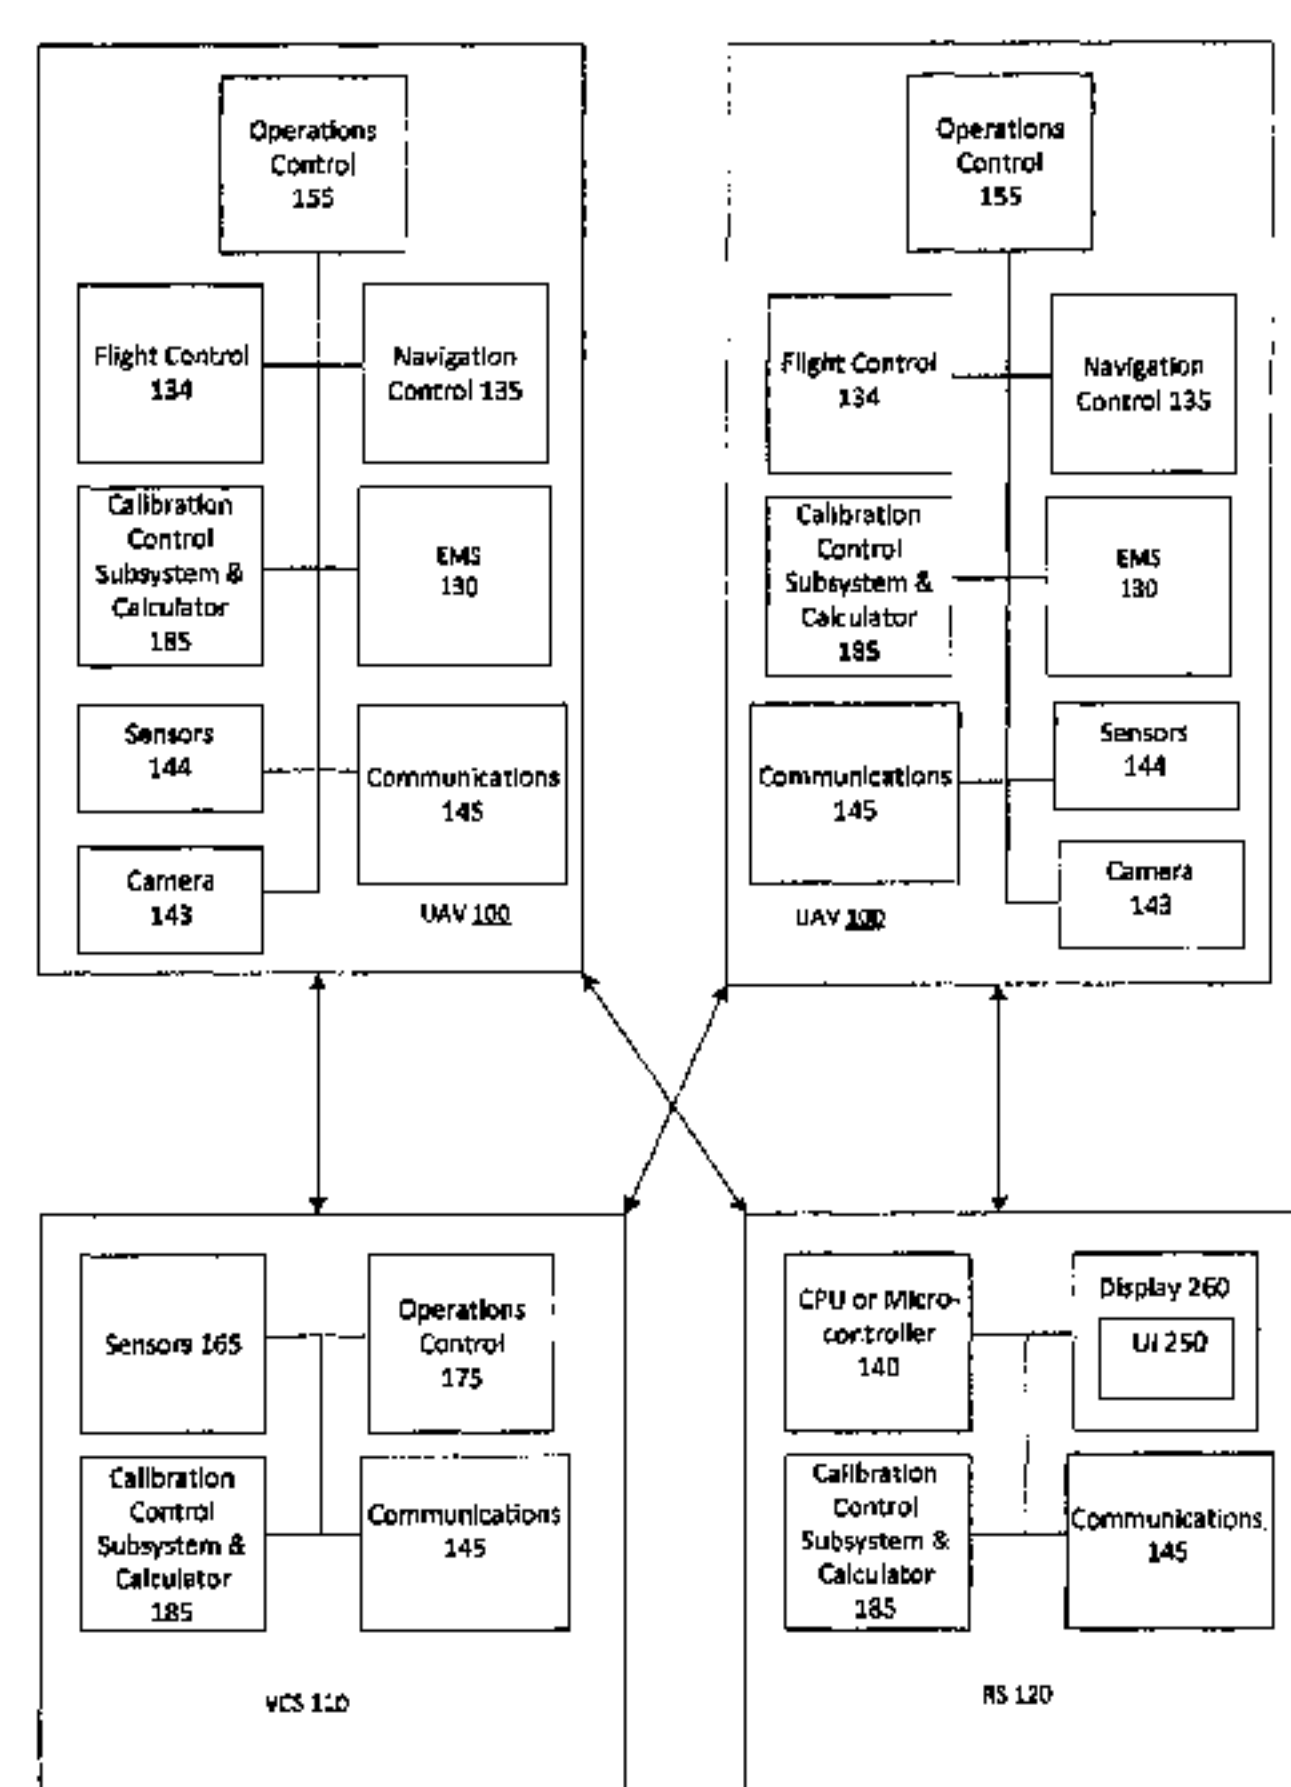 Operations
Control
155
Flight Control
134
Navigation
Control 135
Calibration
Control
Subsystem &
Calculator
185
EMS
130
Sensors
144
Communications
145
Camera
143
UAV 100
Operations
Control
155
Flight Control
134
Navigation
Control 135
Calibration
Control
Subsystem &
Calculator
185
EMS
130
Communications
145
Sensors
144
Camera
143
UAV 100
Sensors 165
Operations
Control
175
Calibration
Control
Subsystem &
Calculator
185
Communications
145
VCS 110
CPU or Micro-
controller
140
Display 260
UI 250
Calibration
Control
Subsystem &
Calculator
185
Communications
145
RS 120